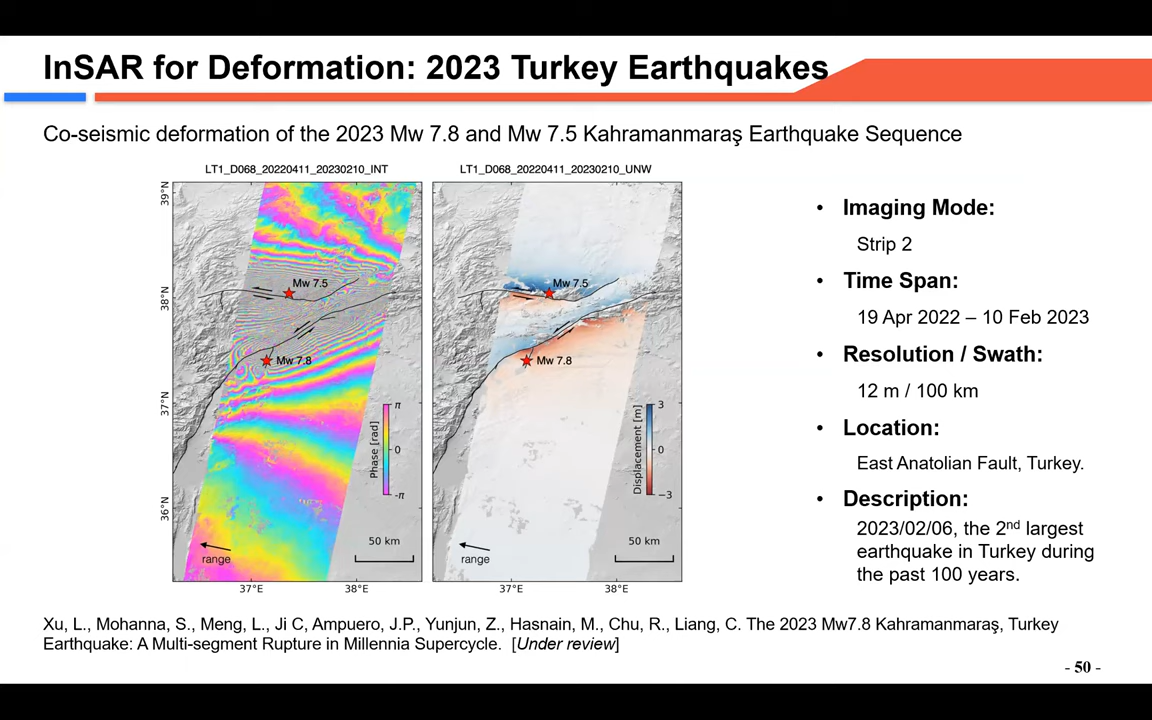 InSAR for Deformation: 2023 Turkey Earthquakes
Co-seismic deformation of the 2023 Mw 7.8 and Mw 7.5 Kahramanmaraş Earthquake Sequence
LT1_D068_20220411_20230210_INT
39°N
38°N
37°N
36°N
Mw 7.5
Mw 7.8
Phase [rad]
π
0
-π
50 km
range
37°E
38°E
LT1_D068_20220411_20230210_UNW
Mw 7.5
Mw 7.8
Displacement [m]
3
0
−3
50 km
range
37°E
38°E
• Imaging Mode:
Strip 2
• Time Span:
19 Apr 2022 – 10 Feb 2023
• Resolution / Swath:
12 m / 100 km
• Location:
East Anatolian Fault, Turkey.
• Description:
2023/02/06, the 2nd largest
earthquake in Turkey during
the past 100 years.
Xu, L., Mohanna, S., Meng, L., Ji C, Ampuero, J.P., Yunjun, Z., Hasnain, M., Chu, R., Liang, C. The 2023 Mw7.8 Kahramanmaraş, Turkey
Earthquake: A Multi-segment Rupture in Millennia Supercycle. [Under review]
- 50 -